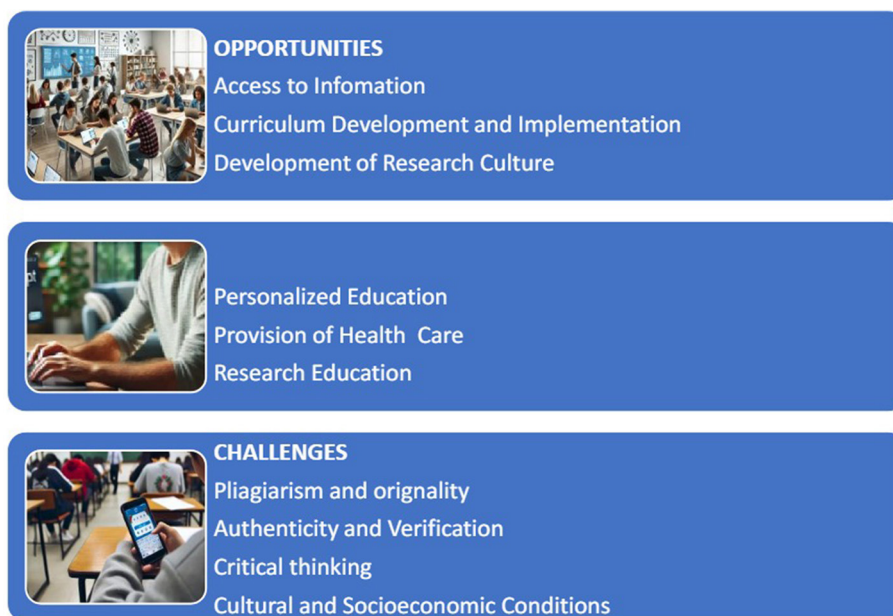 OPPORTUNITIES
Access to Infomation
Curriculum Development and Implementation
Development of Research Culture
Personalized Education
Provision of Health Care
Research Education
CHALLENGES
Pliagiarism and orignality
Authenticity and Verification
Critical thinking
Cultural and Socioeconomic Conditions